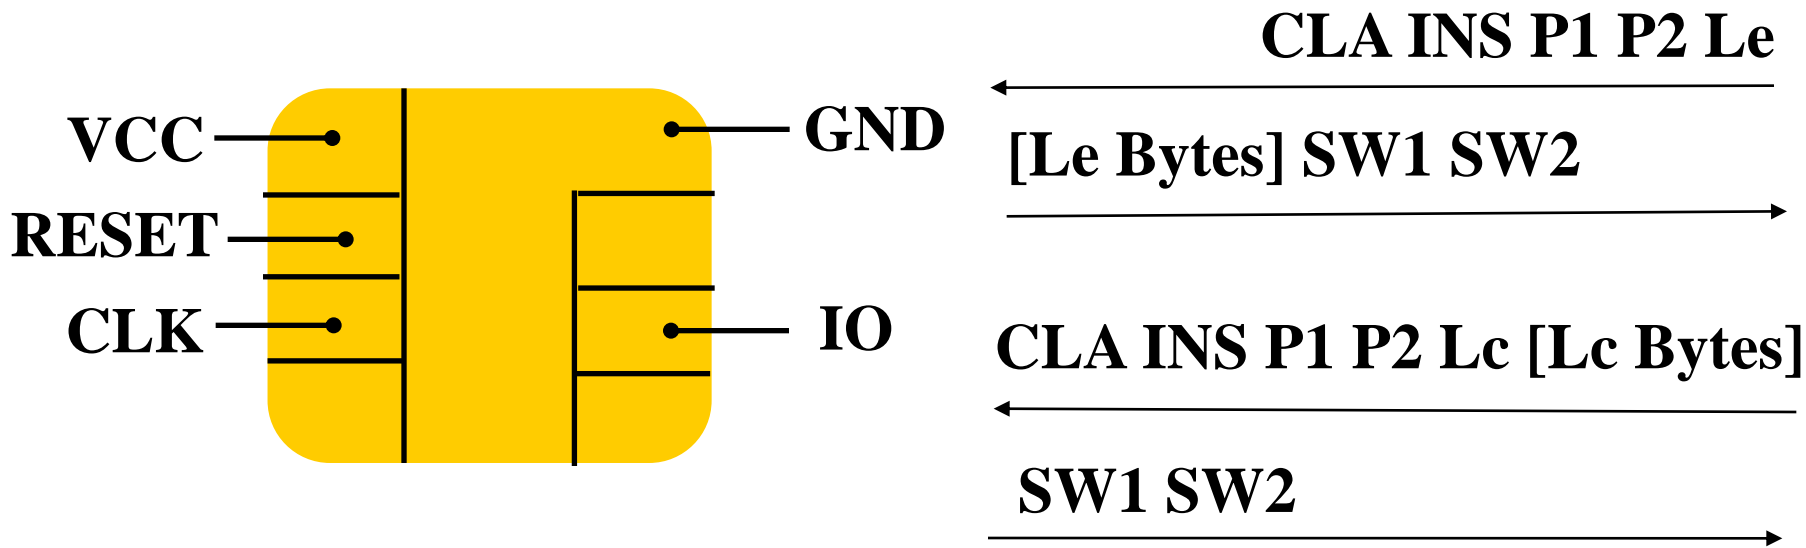 VCC
RESET
CLK
GND
IO
CLA INS P1 P2 Le
[Le Bytes] SW1 SW2
CLA INS P1 P2 Lc [Lc Bytes]
SW1 SW2